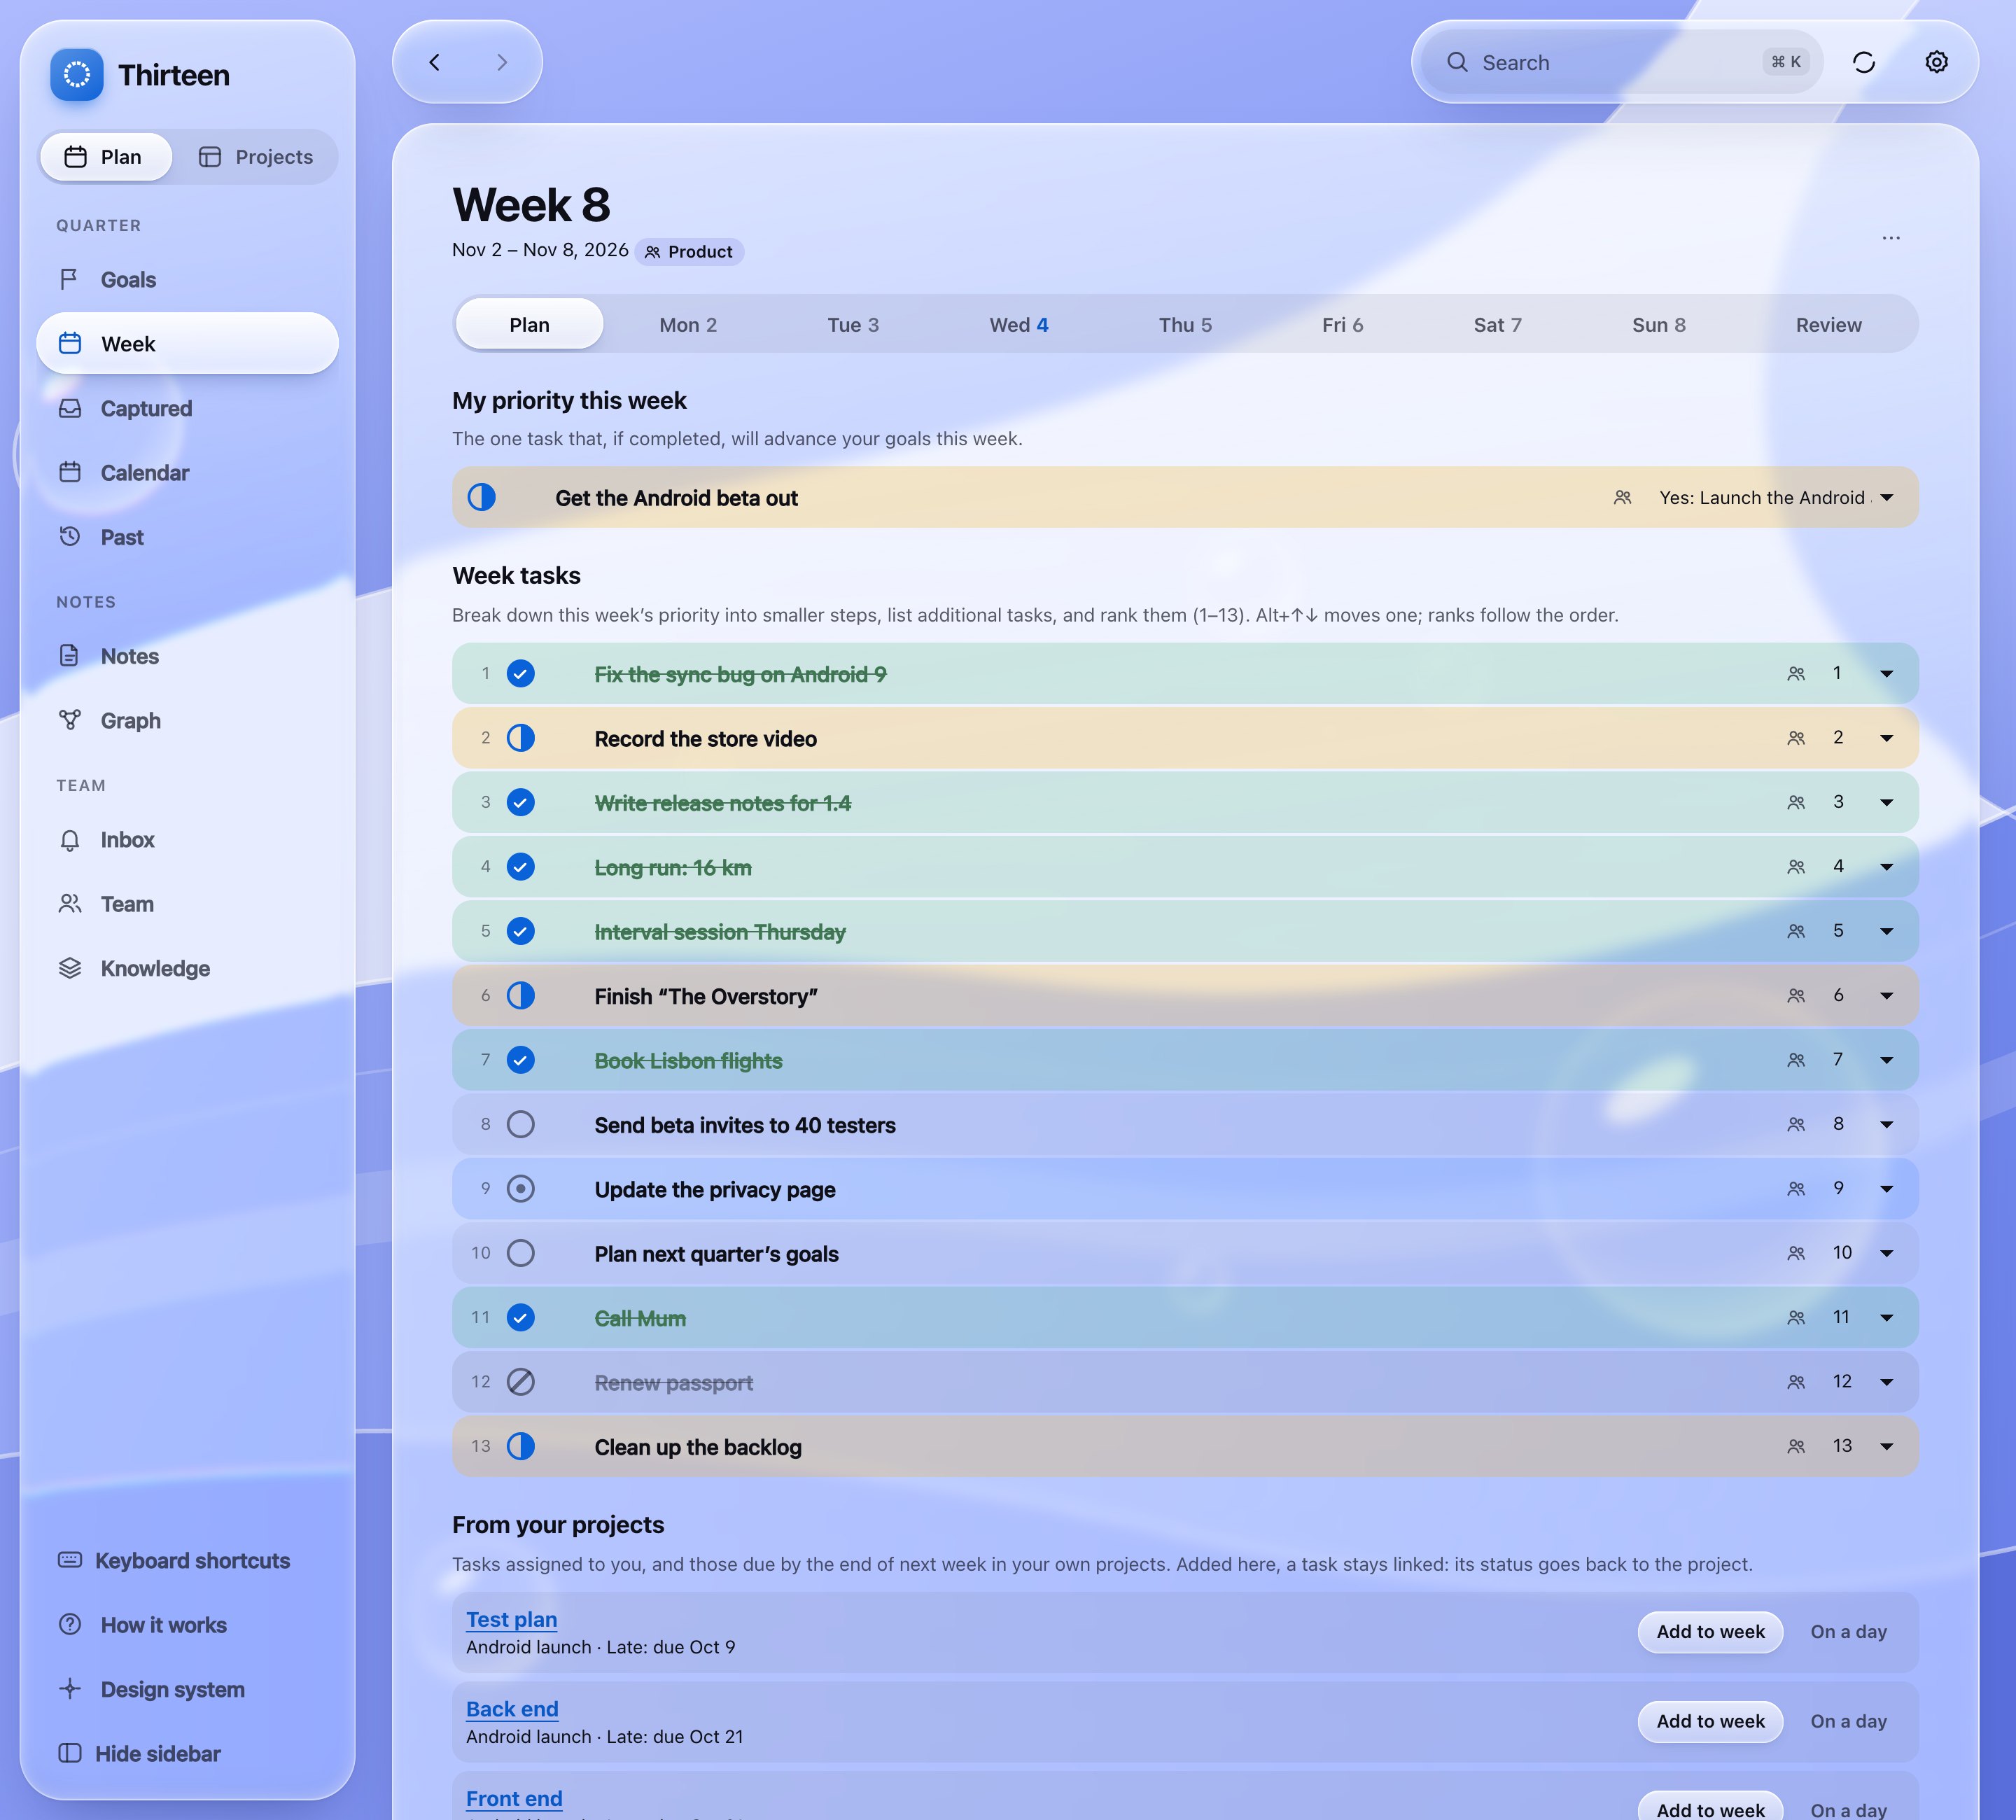 Thirteen
Plan
Projects
QUARTER
Goals
Week
Captured
Calendar
Past
NOTES
Notes
Graph
TEAM
Inbox
Team
Knowledge
Keyboard shortcuts
How it works
Design system
Hide sidebar
Search ⌘ K
Week 8
Nov 2 – Nov 8, 2026 Product
...
Plan Mon 2 Tue 3 Wed 4 Thu 5 Fri 6 Sat 7 Sun 8 Review
My priority this week
The one task that, if completed, will advance your goals this week.
Get the Android beta out Yes: Launch the Android
Week tasks
Break down this week’s priority into smaller steps, list additional tasks, and rank them (1–13). Alt+↑↓ moves one; ranks follow the order.
1 Fix the sync bug on Android 9 1
2 Record the store video 2
3 Write release notes for 1.4 3
4 Long run: 16 km 4
5 Interval session Thursday 5
6 Finish “The Overstory” 6
7 Book Lisbon flights 7
8 Send beta invites to 40 testers 8
9 Update the privacy page 9
10 Plan next quarter’s goals 10
11 Call Mum 11
12 Renew passport 12
13 Clean up the backlog 13
From your projects
Tasks assigned to you, and those due by the end of next week in your own projects. Added here, a task stays linked: its status goes back to the project.
Test plan
Android launch · Late: due Oct 9
Add to week On a day
Back end
Android launch · Late: due Oct 21
Add to week On a day
Front end
Add to week On a day